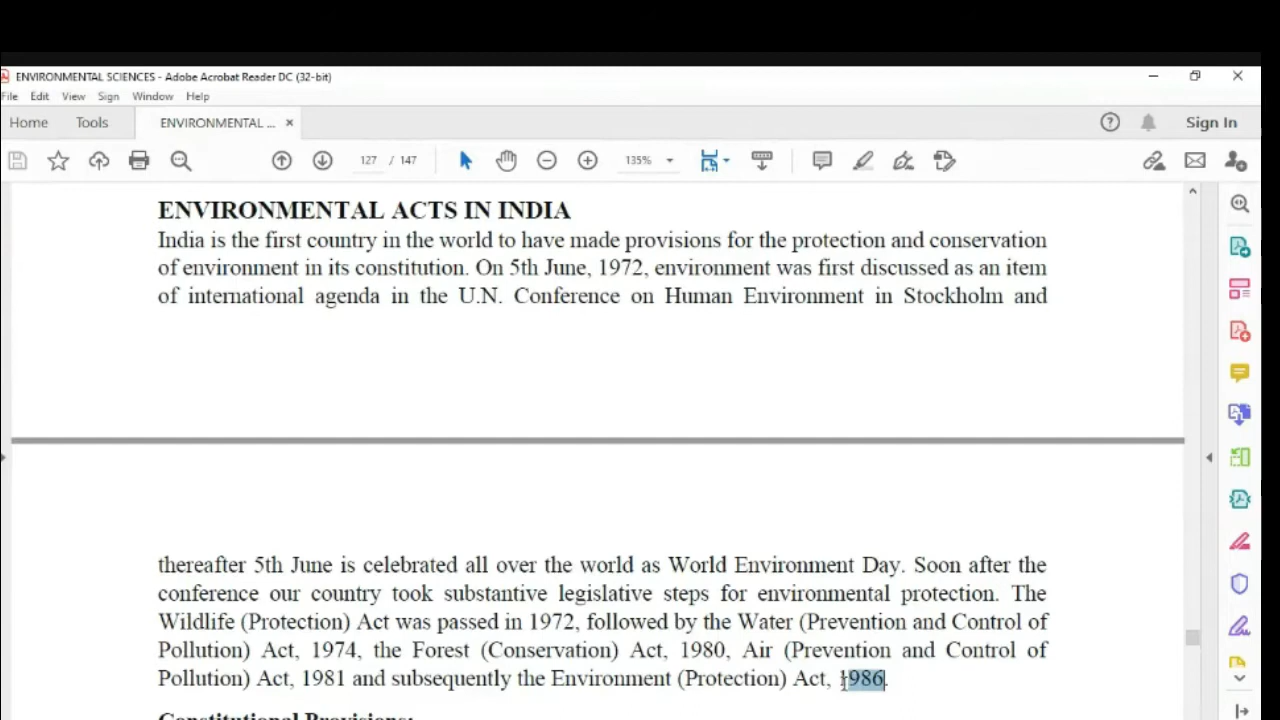 ENVIRONMENTAL SCIENCES - Adobe Acrobat Reader DC (32-bit)
File Edit View Sign Window Help
Home Tools ENVIRONMENTAL ... ×
Sign In
127 / 147 135%
ENVIRONMENTAL ACTS IN INDIA
India is the first country in the world to have made provisions for the protection and conservation
of environment in its constitution. On 5th June, 1972, environment was first discussed as an item
of international agenda in the U.N. Conference on Human Environment in Stockholm and
thereafter 5th June is celebrated all over the world as World Environment Day. Soon after the
conference our country took substantive legislative steps for environmental protection. The
Wildlife (Protection) Act was passed in 1972, followed by the Water (Prevention and Control of
Pollution) Act, 1974, the Forest (Conservation) Act, 1980, Air (Prevention and Control of
Pollution) Act, 1981 and subsequently the Environment (Protection) Act, 1986.
Constitutional Provisions: